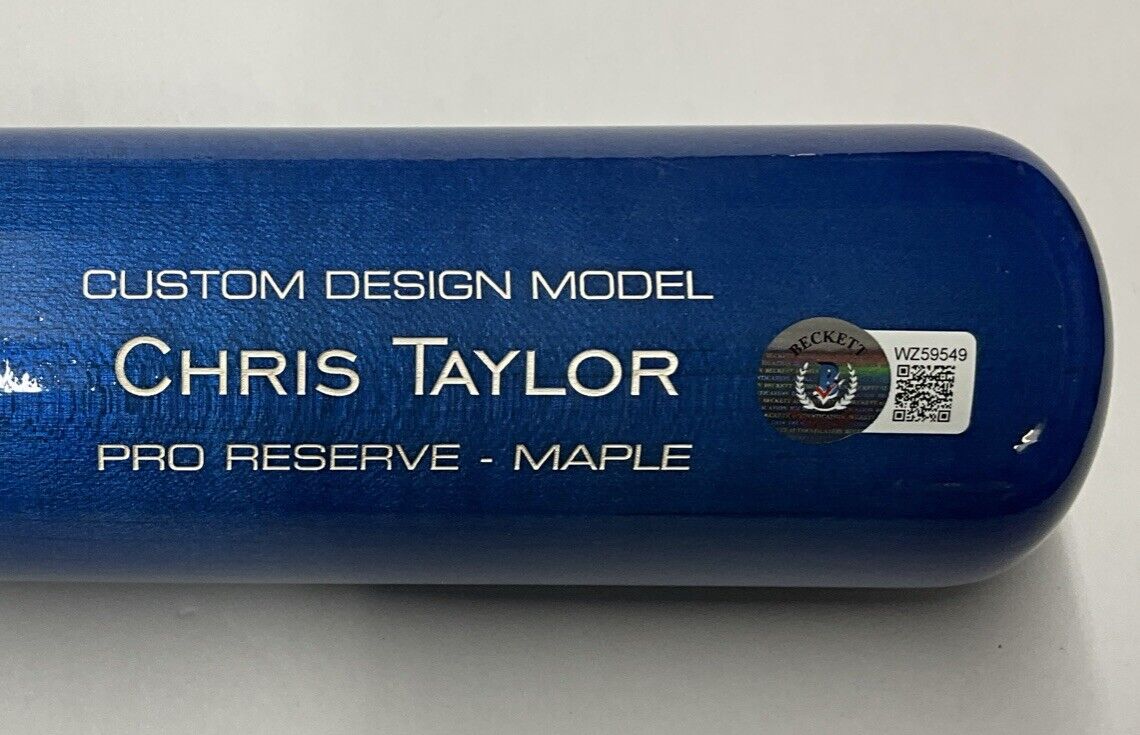 CUSTOM DESIGN MODEL
CHRIS TAYLOR
PRO RESERVE - MAPLE
BECKETT
WZ59549